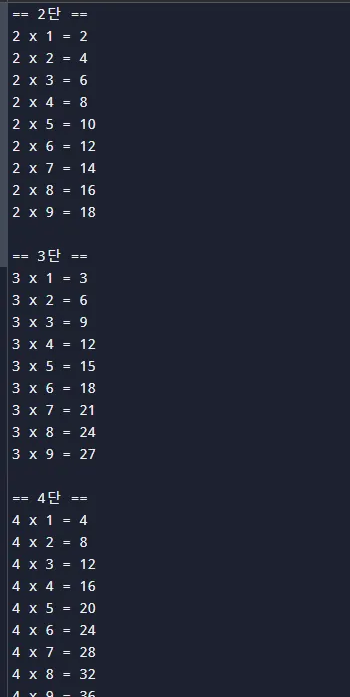 == 2단 ==
2 x 1 = 2
2 x 2 = 4
2 x 3 = 6
2 x 4 = 8
2 x 5 = 10
2 x 6 = 12
2 x 7 = 14
2 x 8 = 16
2 x 9 = 18
== 3단 ==
3 x 1 = 3
3 x 2 = 6
3 x 3 = 9
3 x 4 = 12
3 x 5 = 15
3 x 6 = 18
3 x 7 = 21
3 x 8 = 24
3 x 9 = 27
== 4단 ==
4 x 1 = 4
4 x 2 = 8
4 x 3 = 12
4 x 4 = 16
4 x 5 = 20
4 x 6 = 24
4 x 7 = 28
4 x 8 = 32
4 x 9 = 36